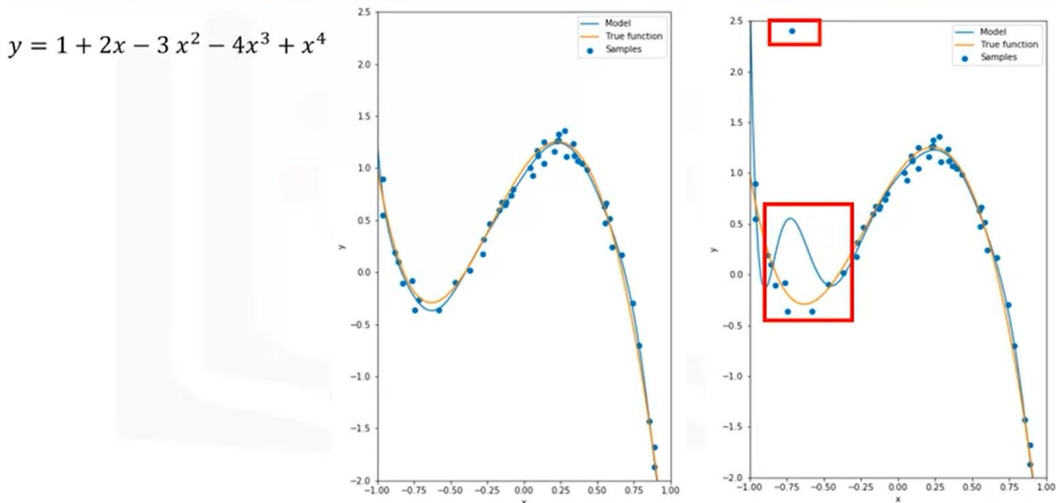 y = 1 + 2x − 3 x² − 4x³ + x⁴
2.5
2.0
1.5
1.0
0.5
0.0
−0.5
−1.0
−1.5
−2.0
y
Model
True function
Samples
−1.00 −0.75 −0.50 −0.25 0.00 0.25 0.50 0.75 1.00
x
2.5
2.0
1.5
1.0
0.5
0.0
−0.5
−1.0
−1.5
−2.0
y
Model
True function
Samples
−1.00 −0.75 −0.50 −0.25 0.00 0.25 0.50 0.75 1.00
x